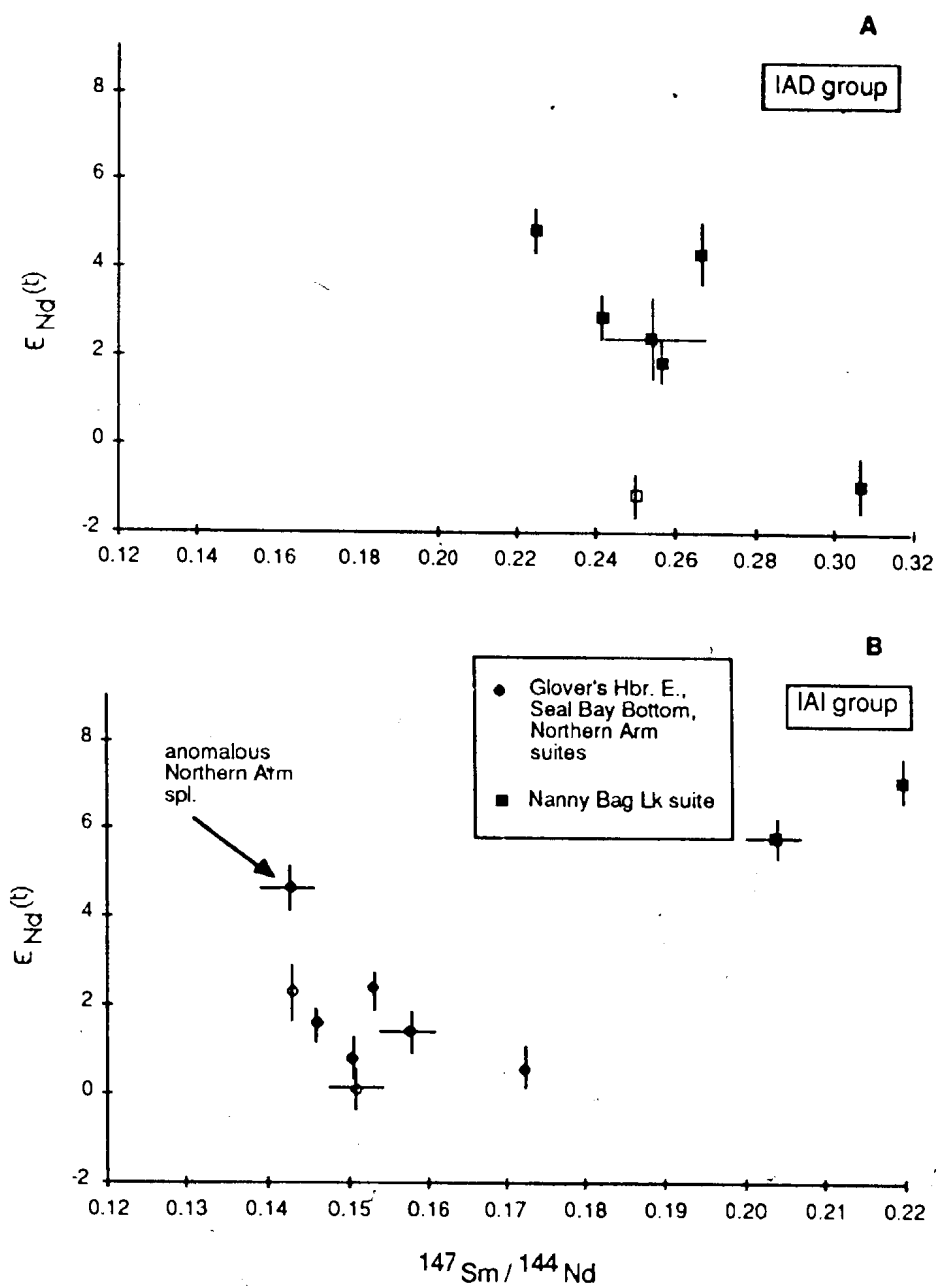 A
IAD group
8
6
4
2
0
-2
ε Nd (t)
0.12 0.14 0.16 0.18 0.20 0.22 0.24 0.26 0.28 0.30 0.32
B
IAI group
Glover's Hbr. E.,
Seal Bay Bottom,
Northern Arm
suites
Nanny Bag Lk suite
anomalous
Northern Arm
spl.
8
6
4
2
0
-2
ε Nd (t)
0.12 0.13 0.14 0.15 0.16 0.17 0.18 0.19 0.20 0.21 0.22
147 Sm / 144 Nd